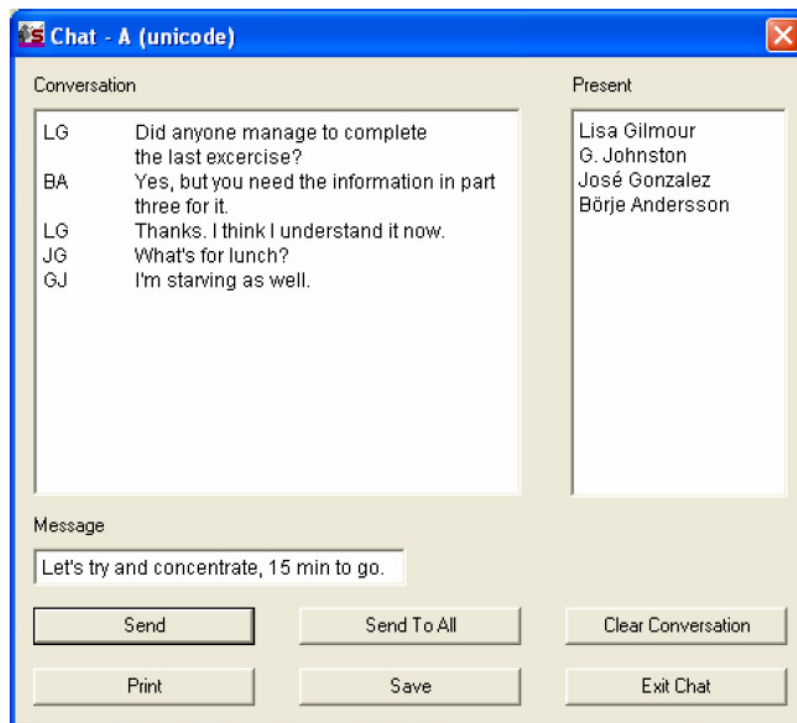 Chat - A (unicode)
Conversation
Present
LG Did anyone manage to complete
the last excercise?
BA Yes, but you need the information in part
three for it.
LG Thanks. I think I understand it now.
JG What's for lunch?
GJ I'm starving as well.
Lisa Gilmour
G. Johnston
José Gonzalez
Börje Andersson
Message
Let's try and concentrate, 15 min to go.
Send
Send To All
Clear Conversation
Print
Save
Exit Chat